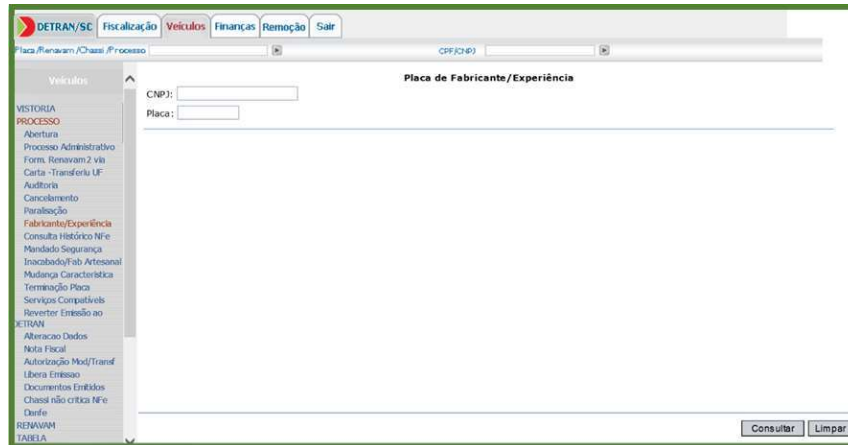 DETRAN/SC Fiscalização Veículos Finanças Remoção Sair
Placa /Renavam /Chassi /Processo CPF/CNPJ
Veículos
VISTORIA
PROCESSO
Abertura
Processo Administrativo
Form. Renavam 2 via
Carta -Transferiu UF
Auditoria
Cancelamento
Paralisação
Fabricante/Experiência
Consulta Histórico NFe
Mandado Segurança
Inacabado/Fab Artesanal
Mudança Característica
Terminação Placa
Serviços Compatíveis
Reverter Emissão ao
DETRAN
Alteracao Dados
Nota Fiscal
Autorização Mod/Transf
Libera Emissao
Documentos Emitidos
Chassi não critica NFe
Danfe
RENAVAM
TABELA
Placa de Fabricante/Experiência
CNPJ:
Placa:
Consultar Limpar